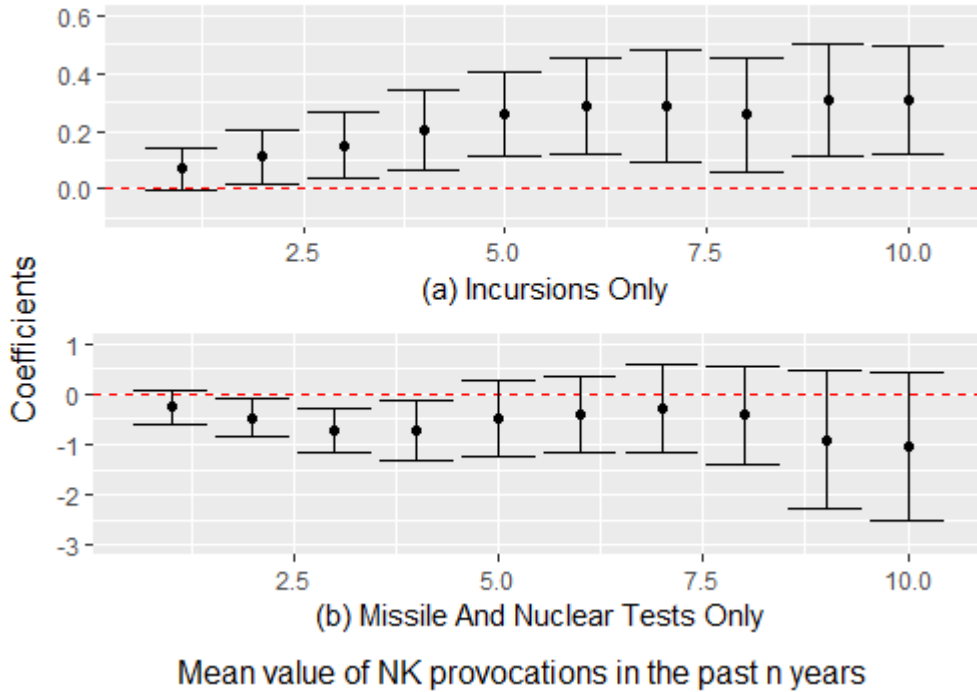 0.6
0.4
0.2
0.0
2.5 5.0 7.5 10.0
(a) Incursions Only
Coefficients
1
0
-1
-2
-3
2.5 5.0 7.5 10.0
(b) Missile And Nuclear Tests Only
Mean value of NK provocations in the past n years